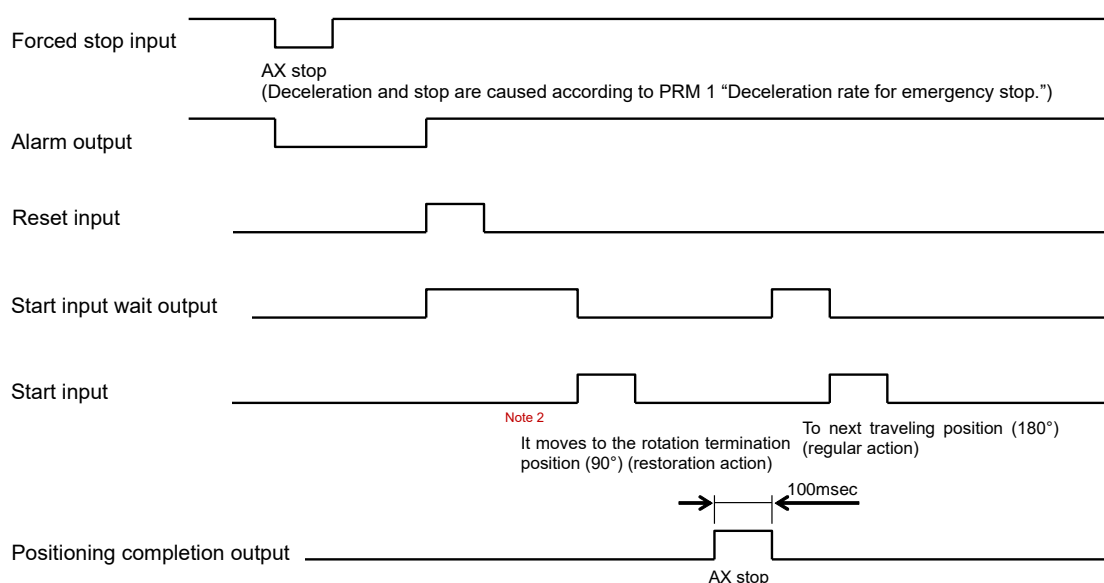 Forced stop input
AX stop
(Deceleration and stop are caused according to PRM 1 “Deceleration rate for emergency stop.”)
Alarm output
Reset input
Start input wait output
Start input
Note 2
It moves to the rotation termination
position (90°) (restoration action)
To next traveling position (180°)
(regular action)
100msec
Positioning completion output
AX stop